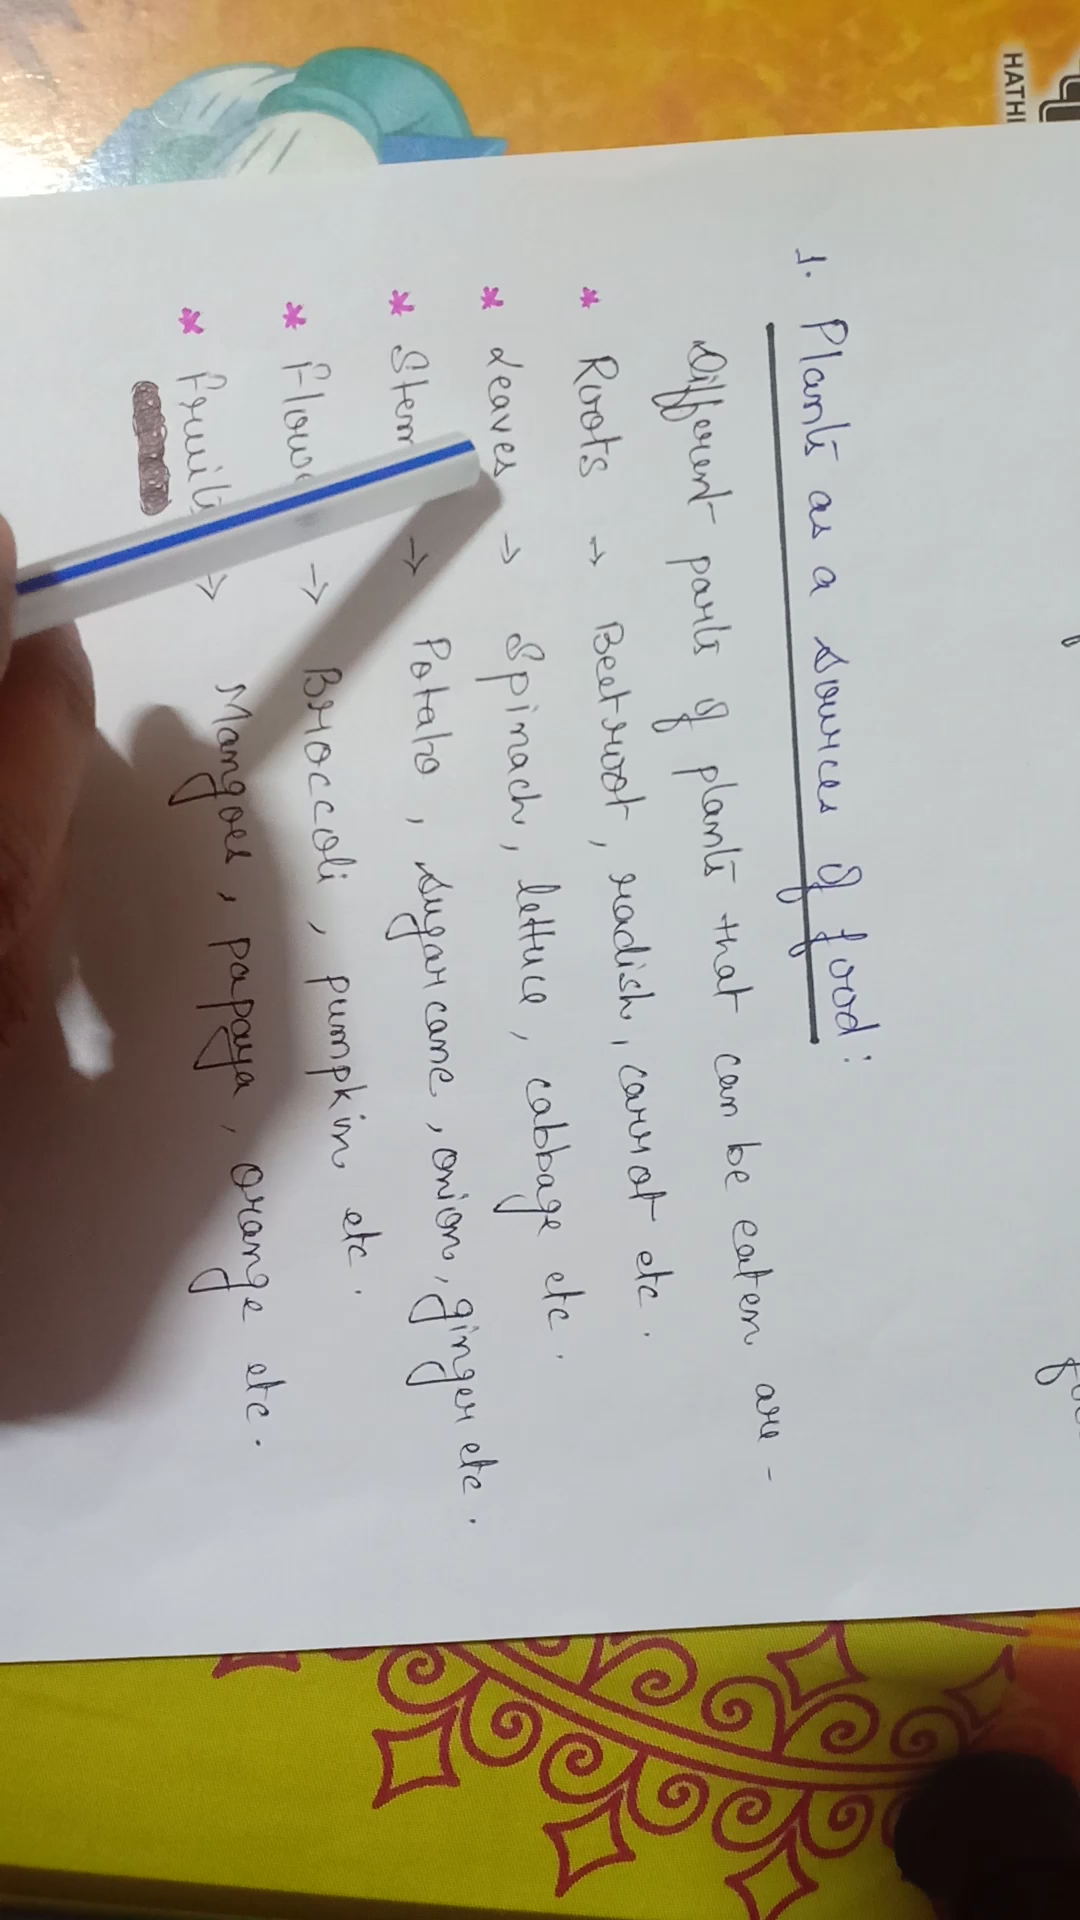 HATHI
1. Plants as a sources of food:
Different parts of plants that can be eaten are -
* Roots → Beetroot, radish, carrot etc.
* Leaves → Spinach, lettuce, cabbage etc.
* Stem → Potato, sugarcane, onion, ginger etc.
* Flowe → Broccoli, pumpkin etc.
* Fruits → Mangoes, papaya, orange etc.